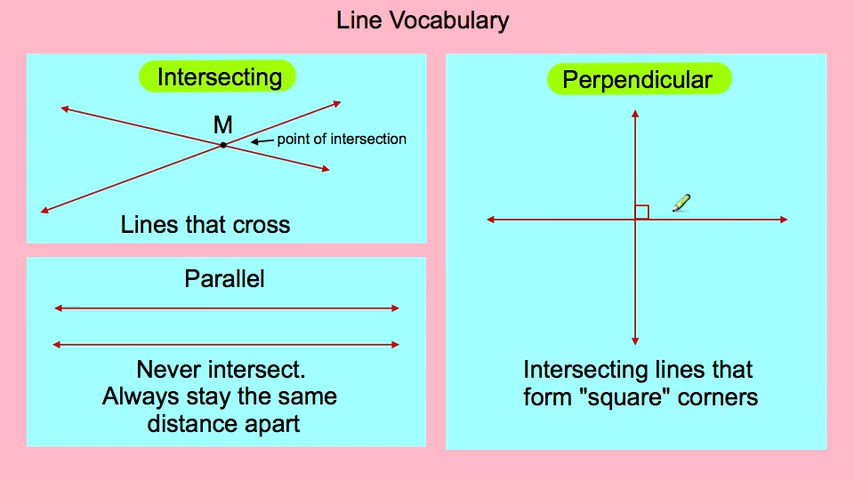 Line Vocabulary
Intersecting
M
point of intersection
Lines that cross
Parallel
Never intersect.
Always stay the same
distance apart
Perpendicular
Intersecting lines that
form "square" corners